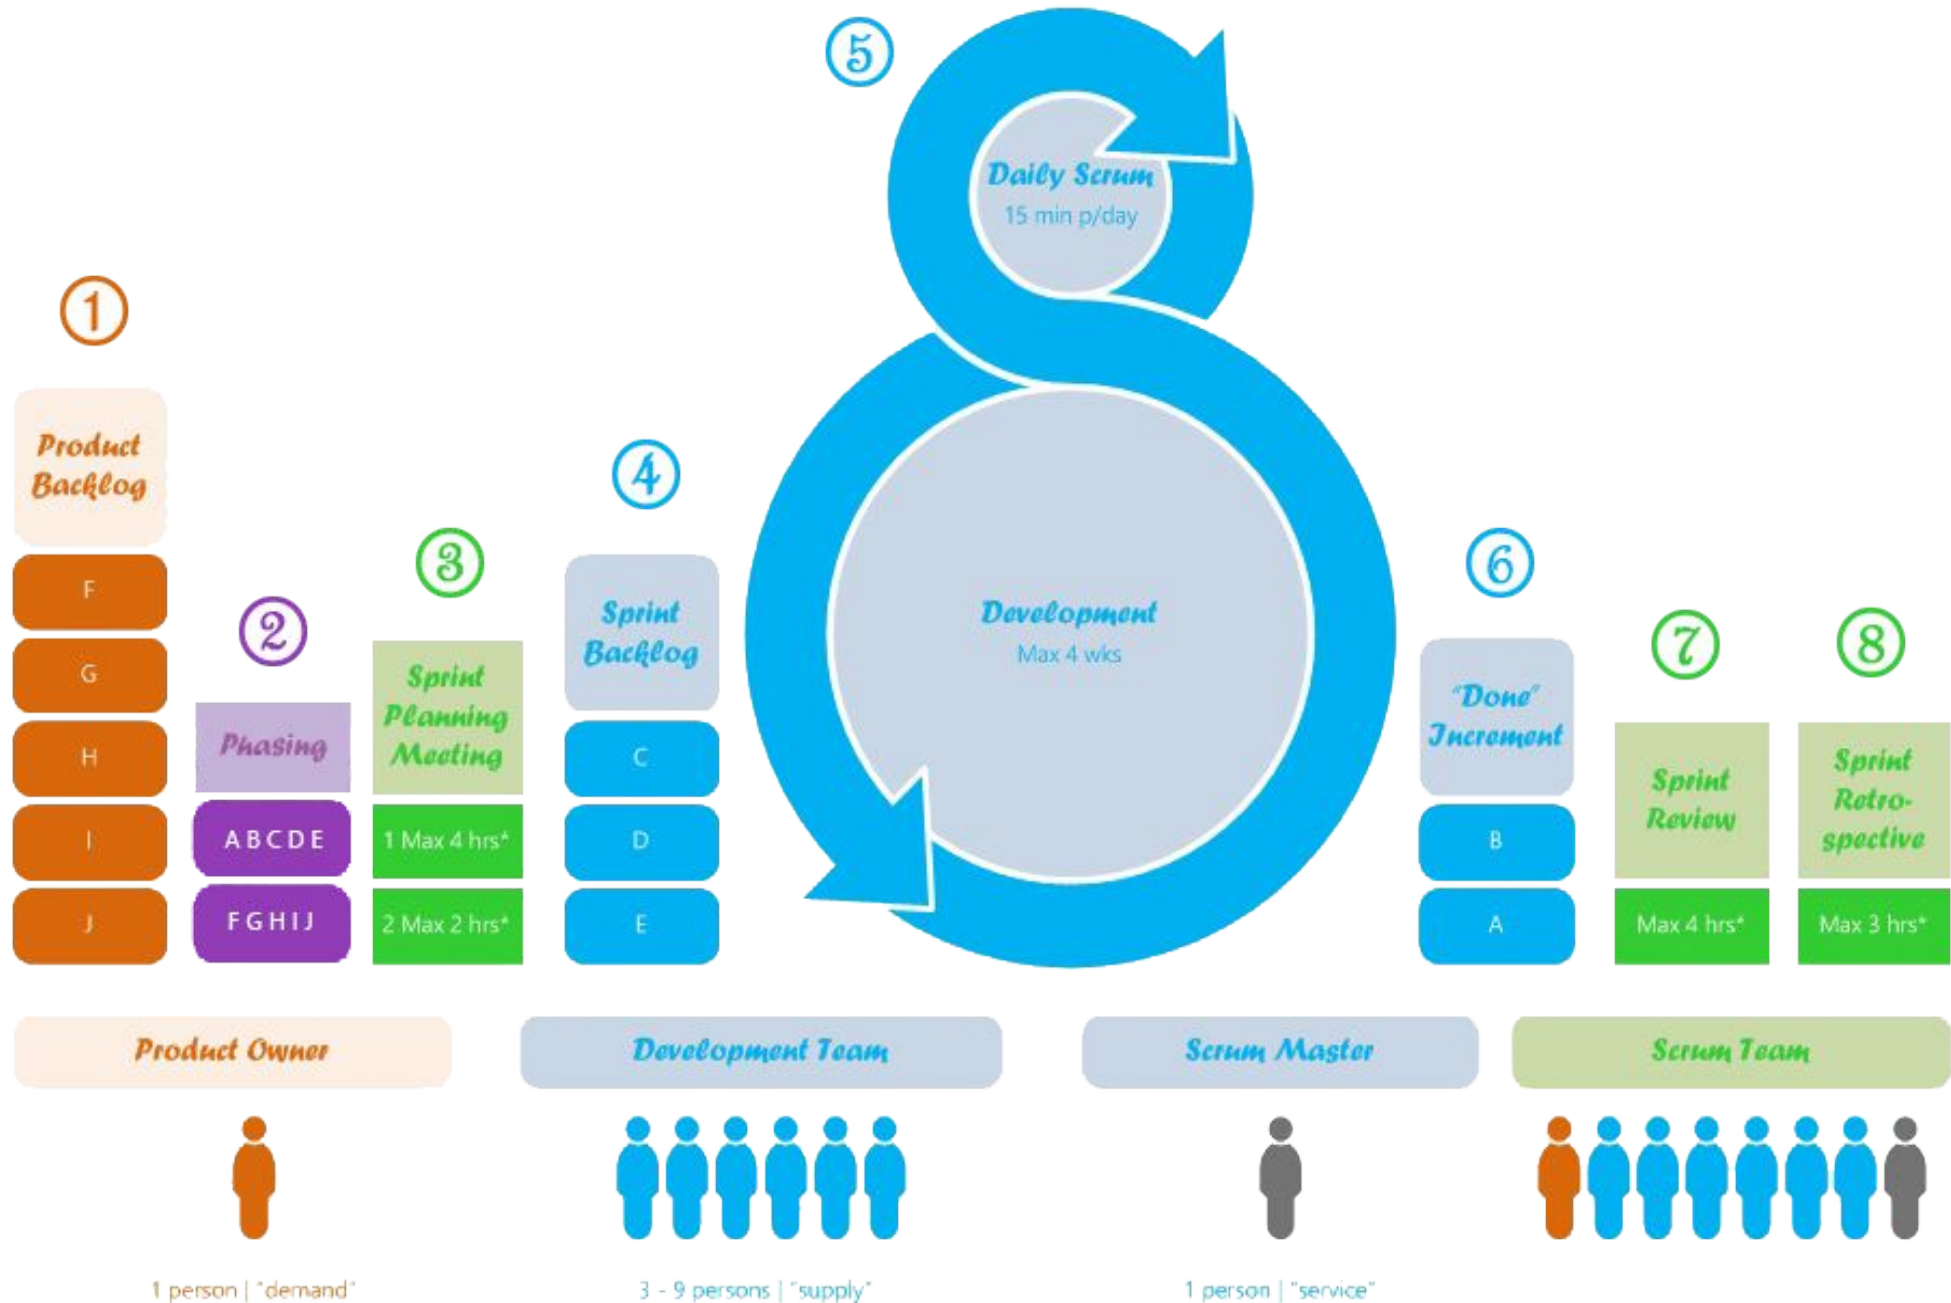 1
Product
Backlog
F
G
H
I
J
2
Phasing
A B C D E
F G H I J
3
Sprint
Planning
Meeting
1 Max 4 hrs*
2 Max 2 hrs*
4
Sprint
Backlog
C
D
E
5
Daily Scrum
15 min p/day
Development
Max 4 wks
6
"Done"
Increment
B
A
7
Sprint
Review
Max 4 hrs*
8
Sprint
Retro-
spective
Max 3 hrs*
Product Owner
1 person | "demand"
Development Team
3 - 9 persons | "supply"
Scrum Master
1 person | "service"
Scrum Team